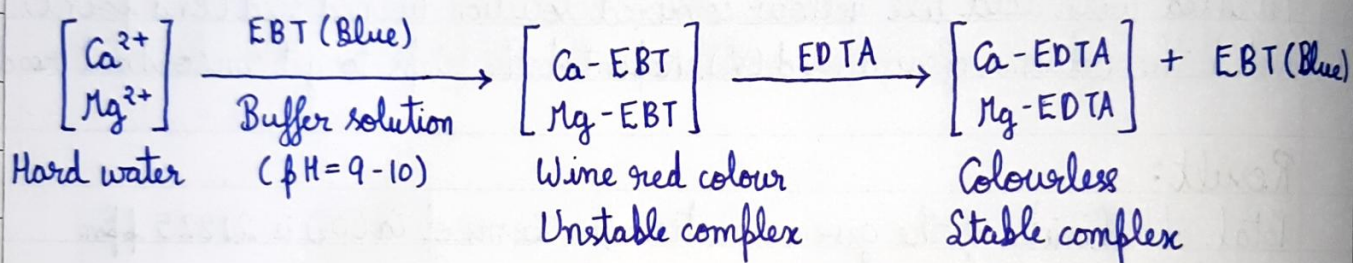 [Ca²⁺ EBT (Blue) [Ca-EBT EDTA [Ca-EDTA + EBT (Blue)
Mg²⁺] Buffer solution Mg-EBT] Mg-EDTA]
Hard water (pH = 9-10) Wine red colour Colourless
Unstable complex Stable complex